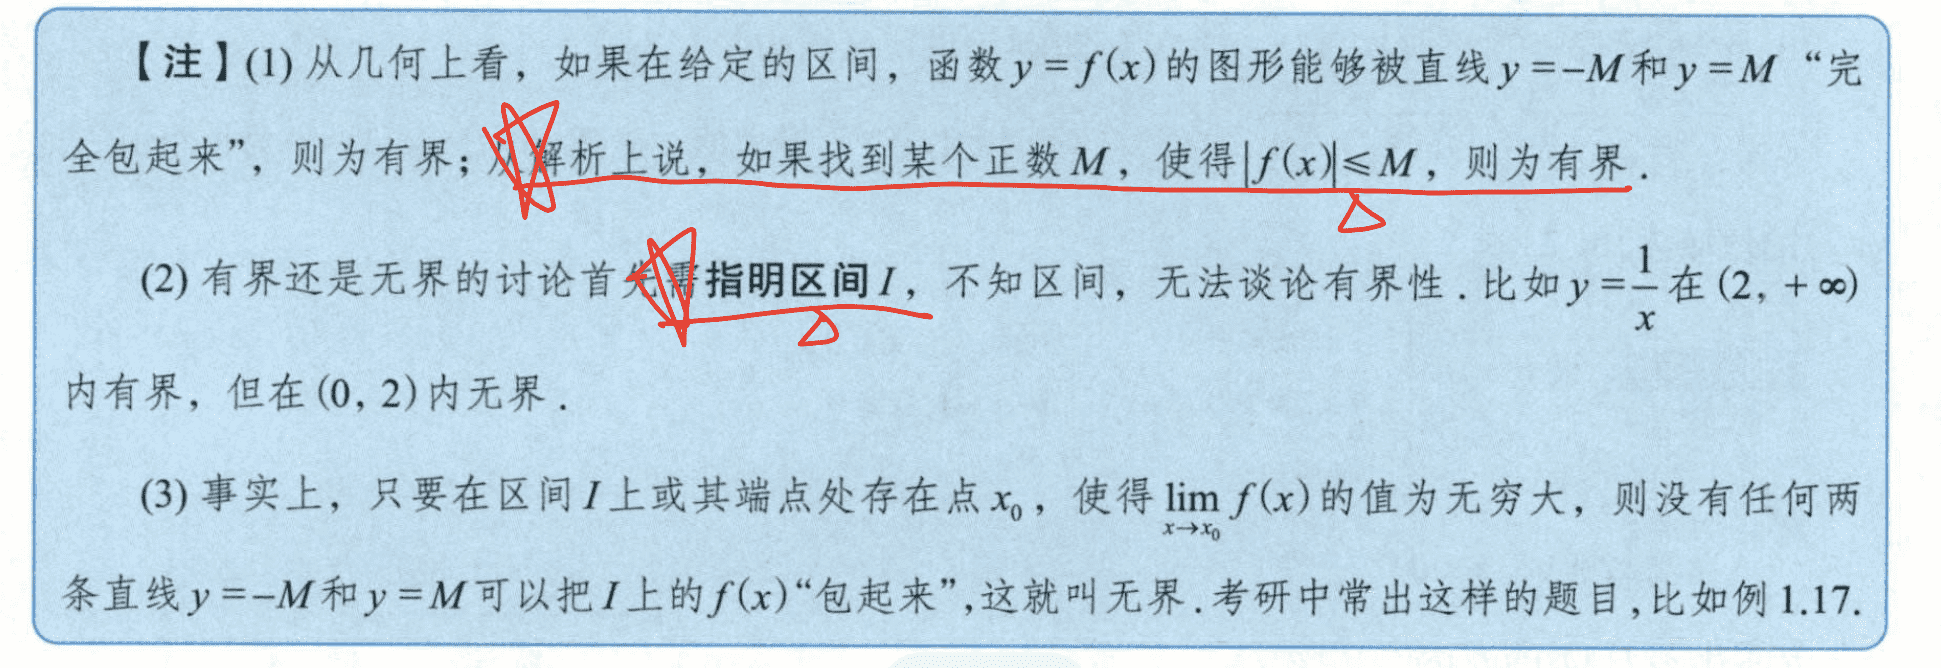 【注】(1) 从几何上看，如果在给定的区间，函数 y = f(x) 的图形能够被直线 y = -M 和 y = M “完
全包起来”，则为有界；从解析上说，如果找到某个正数 M，使得|f(x)|≤M，则为有界．
(2) 有界还是无界的讨论首先需指明区间 I，不知区间，无法谈论有界性．比如 y = 1/x 在 (2, +∞)
内有界，但在 (0, 2) 内无界．
(3) 事实上，只要在区间 I 上或其端点处存在点 x₀，使得 lim x→x₀ f(x) 的值为无穷大，则没有任何两
条直线 y = -M 和 y = M 可以把 I 上的 f(x)“包起来”，这就叫无界．考研中常出这样的题目，比如例 1.17．